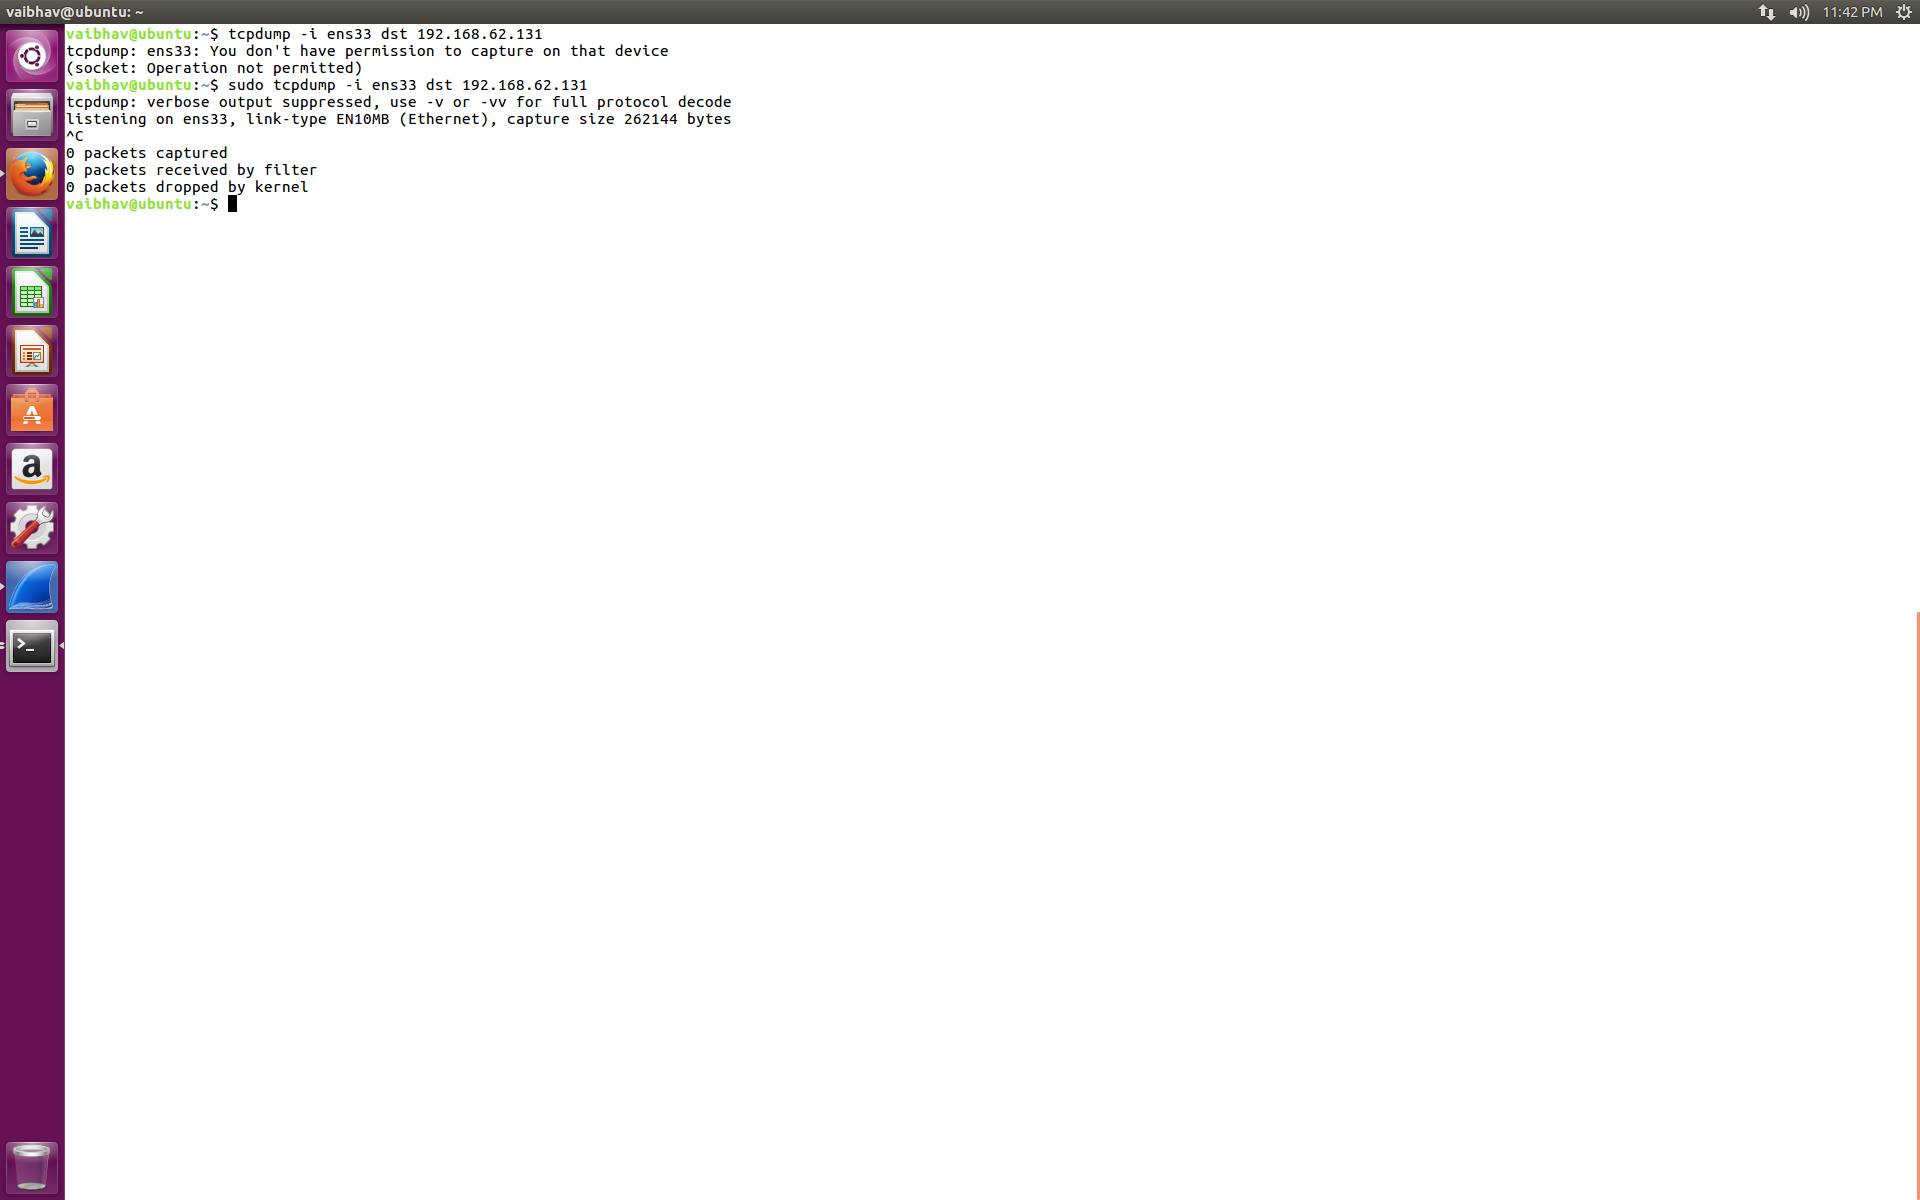 vaibhav@ubuntu: ~
11:42 PM
vaibhav@ubuntu:~$ tcpdump -i ens33 dst 192.168.62.131
tcpdump: ens33: You don't have permission to capture on that device
(socket: Operation not permitted)
vaibhav@ubuntu:~$ sudo tcpdump -i ens33 dst 192.168.62.131
tcpdump: verbose output suppressed, use -v or -vv for full protocol decode
listening on ens33, link-type EN10MB (Ethernet), capture size 262144 bytes
^C
0 packets captured
0 packets received by filter
0 packets dropped by kernel
vaibhav@ubuntu:~$